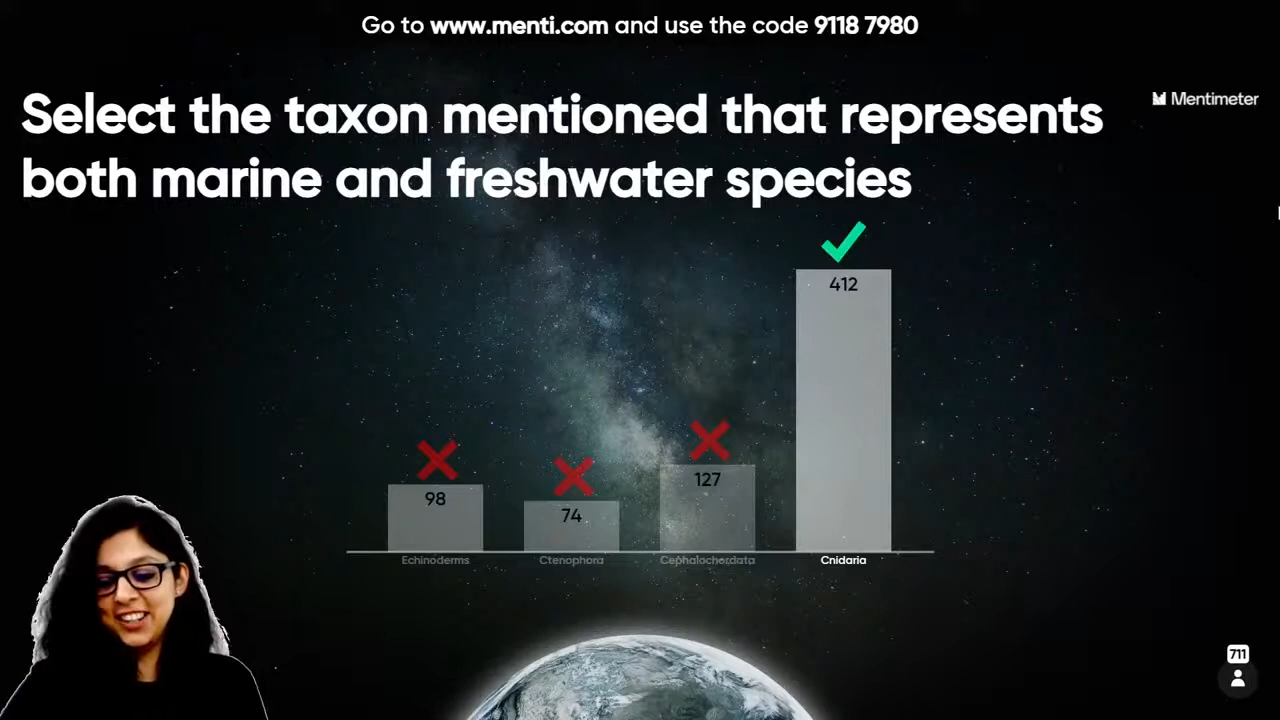 Go to www.menti.com and use the code 9118 7980
Mentimeter
Select the taxon mentioned that represents
both marine and freshwater species
412
127
98
74
Echinoderms
Ctenophora
Cephalochordata
Cnidaria
711